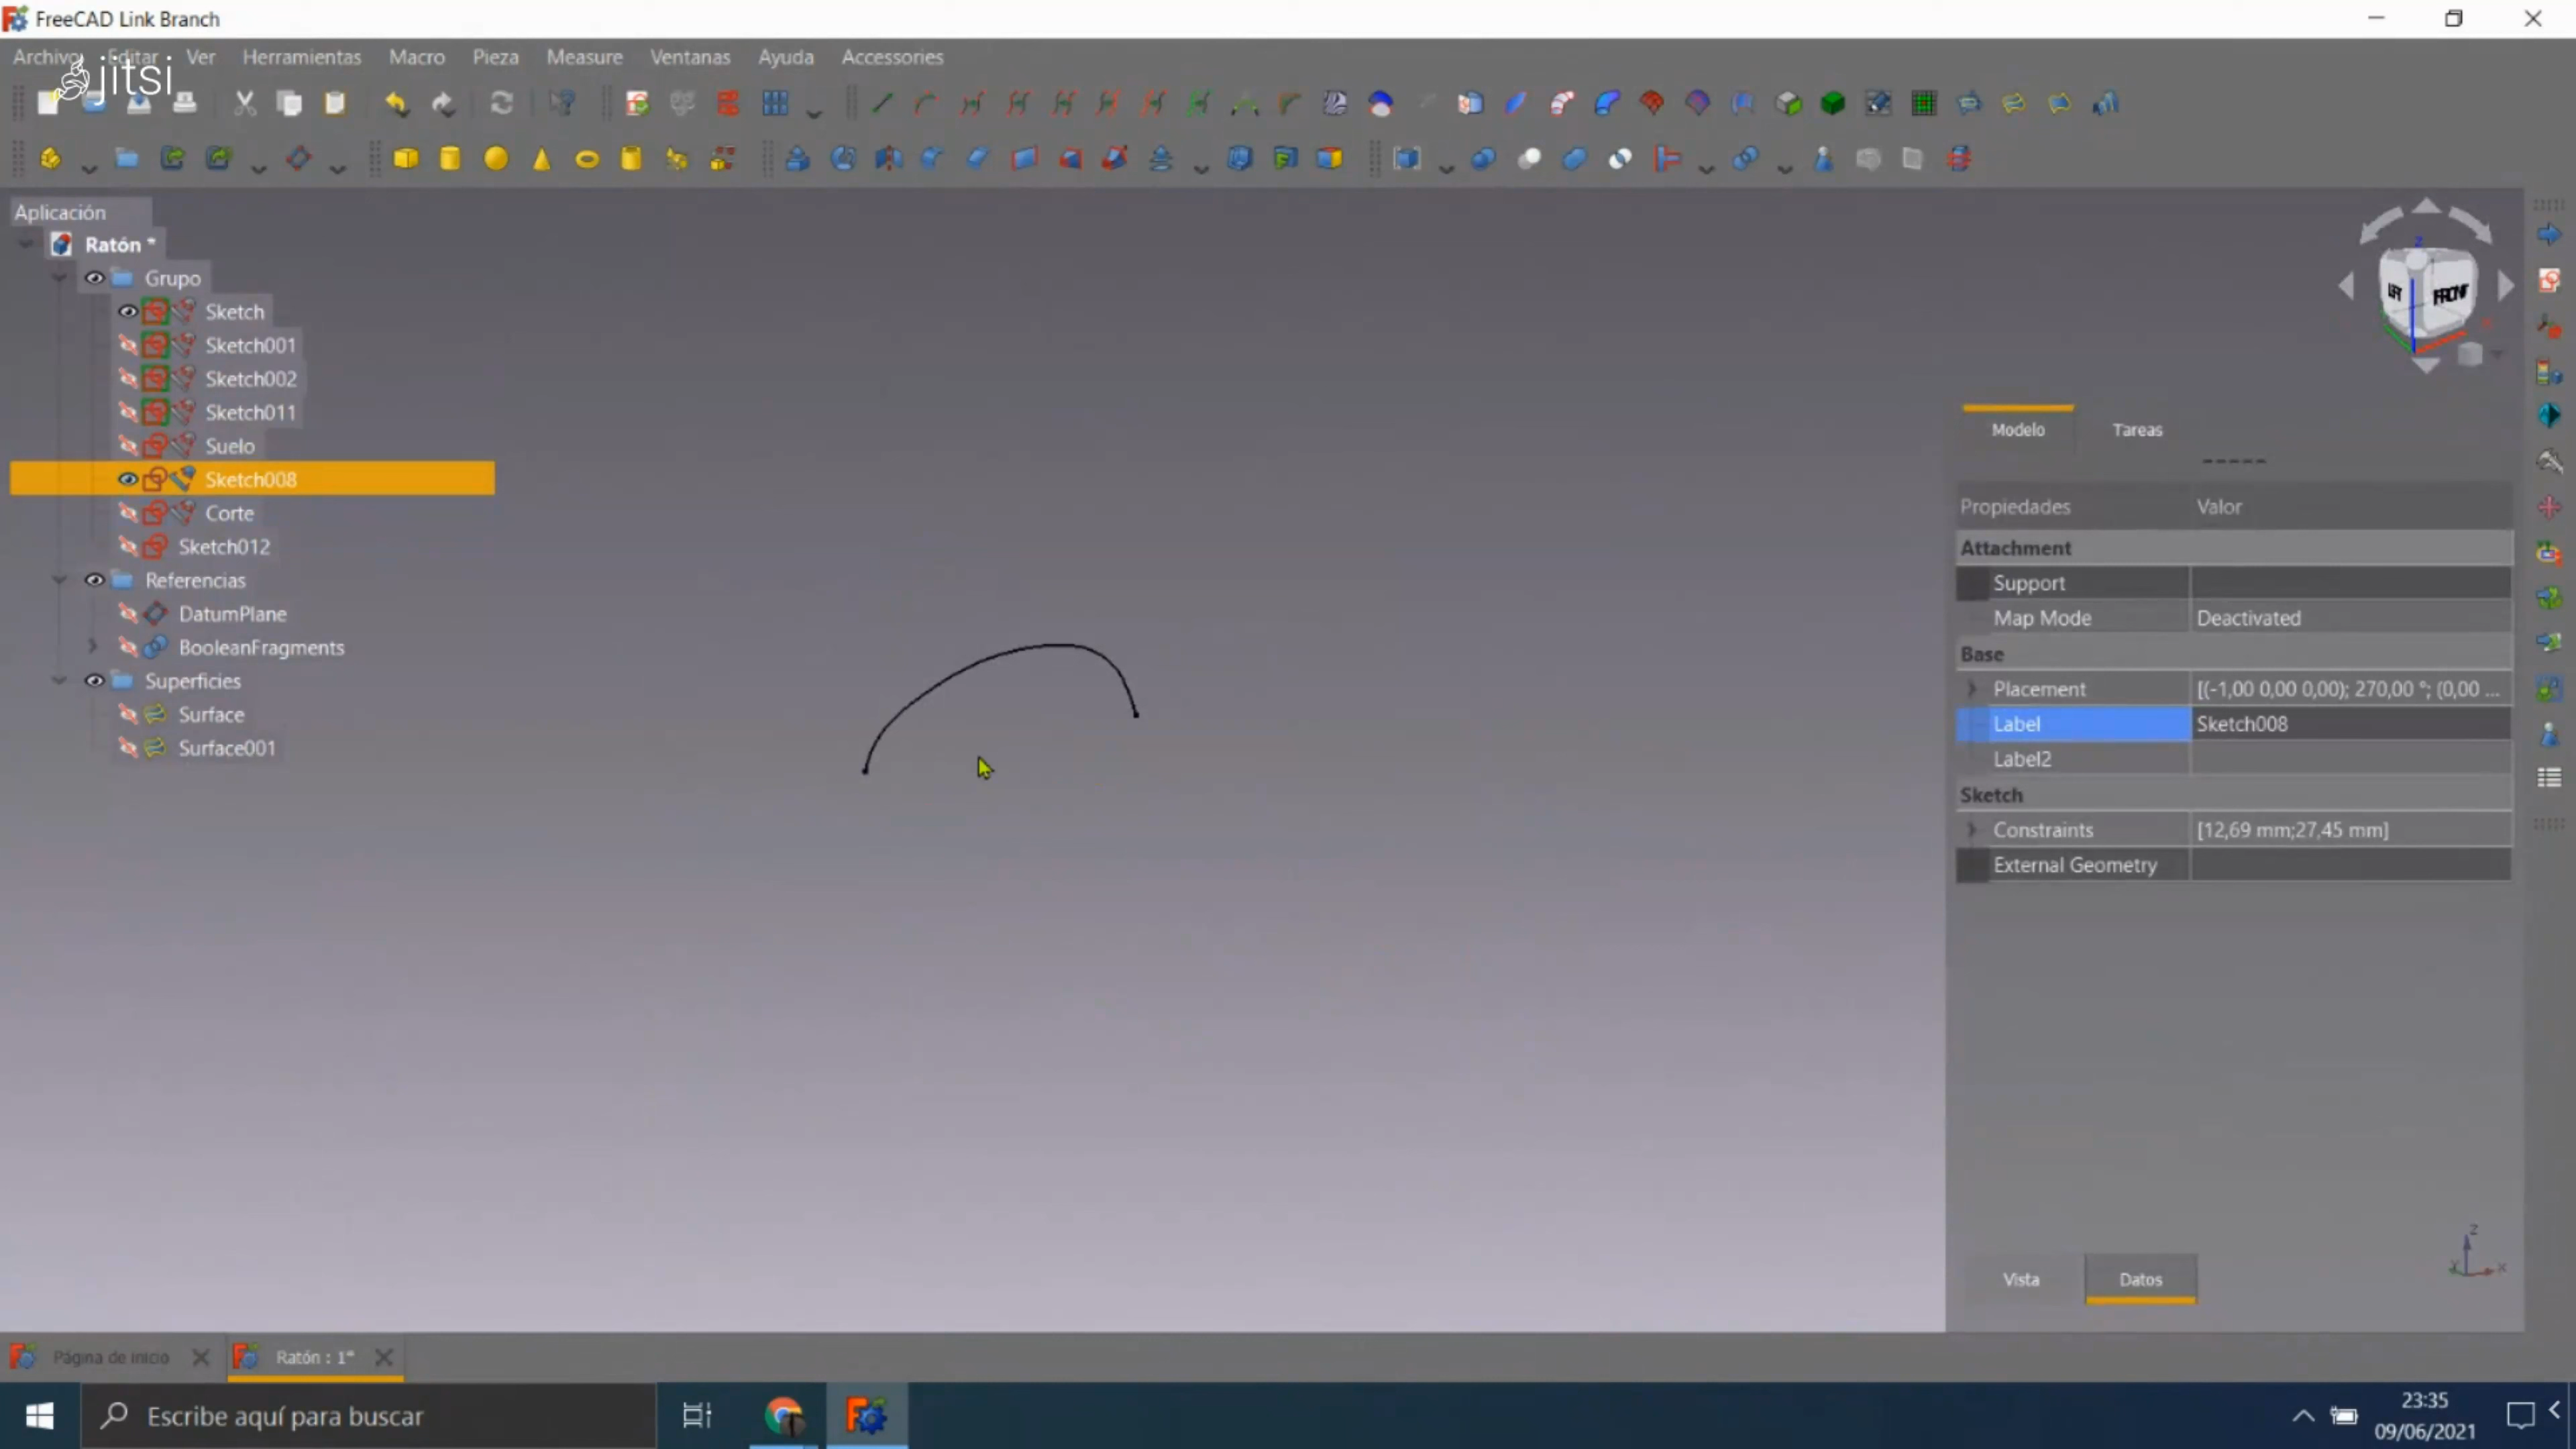 FreeCAD Link Branch
Archivo Editar Ver Herramientas Macro Pieza Measure Ventanas Ayuda Accessories
jitsi
Aplicación
Ratón *
Grupo
Sketch
Sketch001
Sketch002
Sketch011
Suelo
Sketch008
Corte
Sketch012
Referencias
DatumPlane
BooleanFragments
Superficies
Surface
Surface001
FRONT
Z
Modelo Tareas
Propiedades Valor
Attachment
Support
Map Mode Deactivated
Base
Placement [(-1,00 0,00 0,00); 270,00 °; (0,00 ...
Label Sketch008
Label2
Sketch
Constraints [12,69 mm;27,45 mm]
External Geometry
Z
Y X
Vista Datos
Página de inicio Ratón : 1*
Escribe aquí para buscar
23:35
09/06/2021